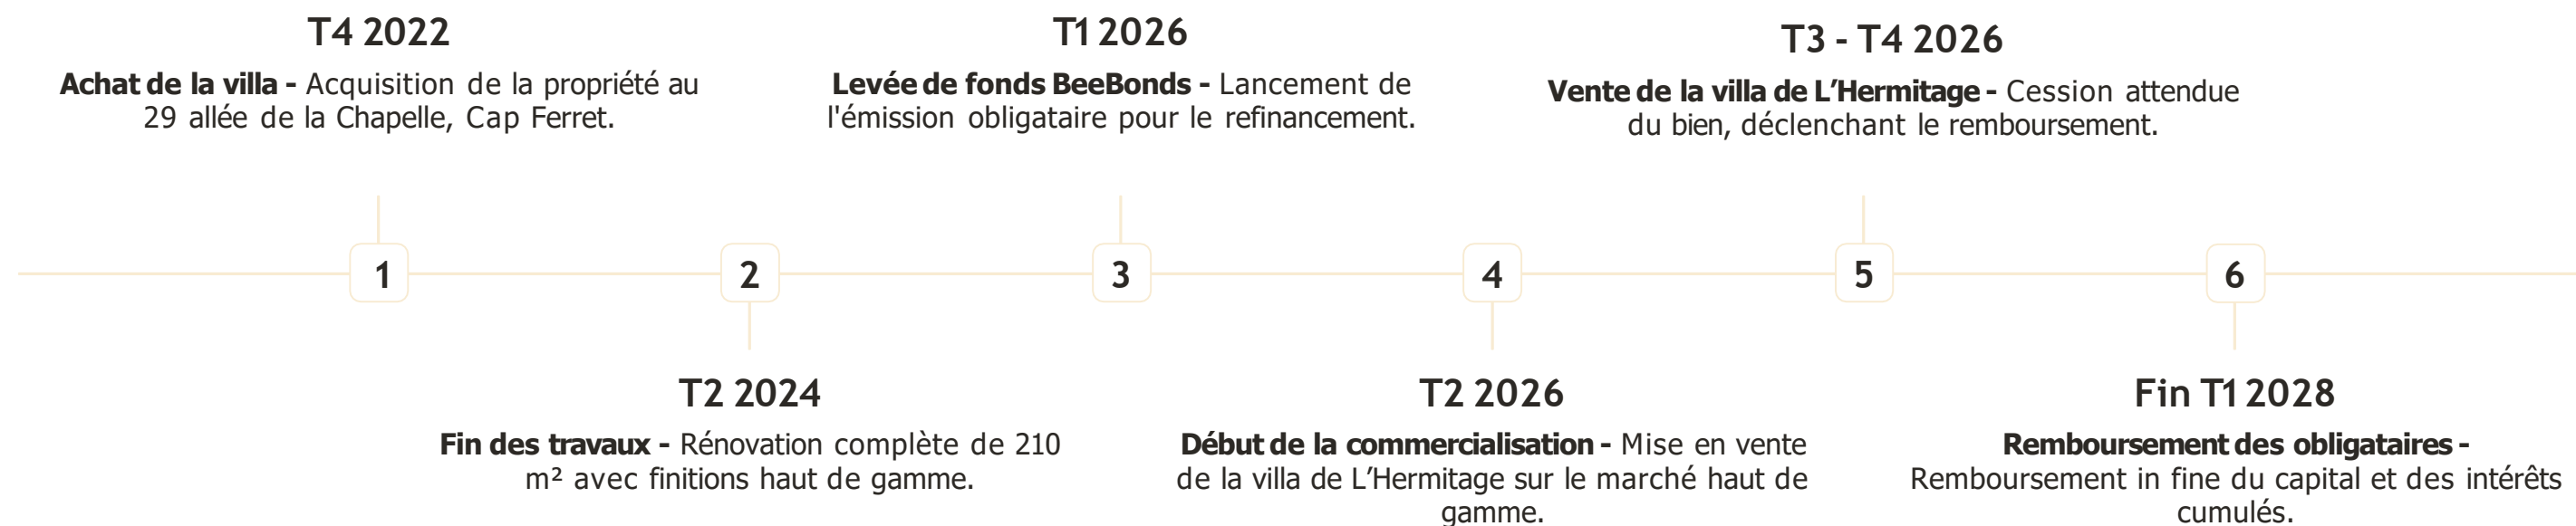 T4 2022
Achat de la villa - Acquisition de la propriété au
29 allée de la Chapelle, Cap Ferret.
T1 2026
Levée de fonds BeeBonds - Lancement de
l'émission obligataire pour le refinancement.
T3 - T4 2026
Vente de la villa de L’Hermitage - Cession attendue
du bien, déclenchant le remboursement.
1
2
3
4
5
6
T2 2024
Fin des travaux - Rénovation complète de 210
m² avec finitions haut de gamme.
T2 2026
Début de la commercialisation - Mise en vente
de la villa de L’Hermitage sur le marché haut de
gamme.
Fin T1 2028
Remboursement des obligataires -
Remboursement in fine du capital et des intérêts
cumulés.